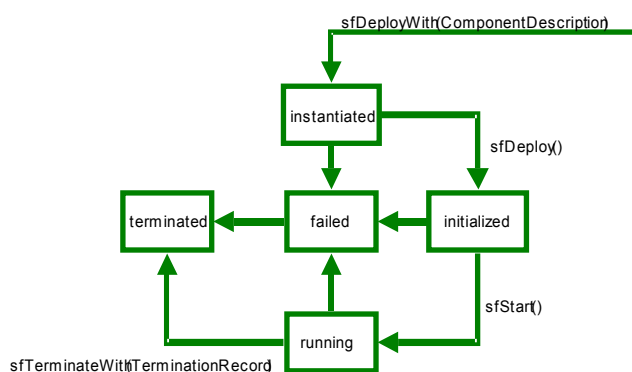 sfDeployWith(ComponentDescription)
instantiated
sfDeploy()
terminated
failed
initialized
sfStart()
running
sfTerminateWith(TerminationRecord)